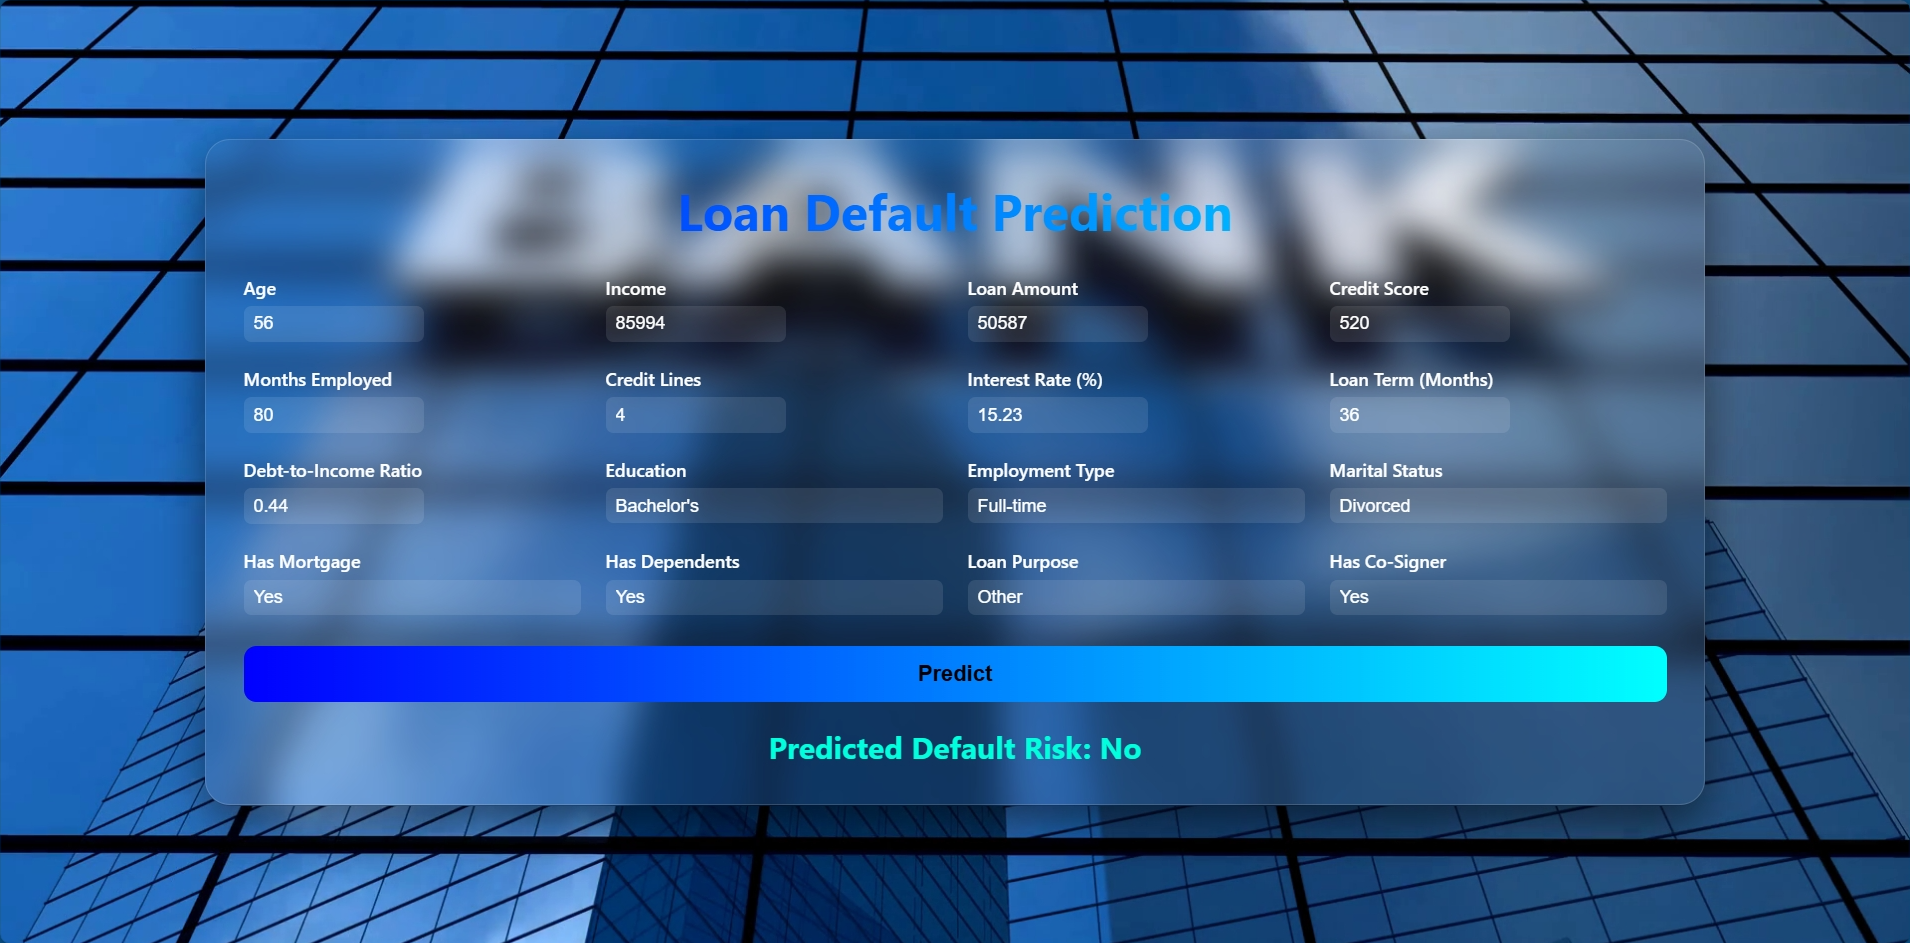 BANK
Loan Default Prediction
Age Income Loan Amount Credit Score
56 85994 50587 520
Months Employed Credit Lines Interest Rate (%) Loan Term (Months)
80 4 15.23 36
Debt-to-Income Ratio Education Employment Type Marital Status
0.44 Bachelor's Full-time Divorced
Has Mortgage Has Dependents Loan Purpose Has Co-Signer
Yes Yes Other Yes
Predict
Predicted Default Risk: No